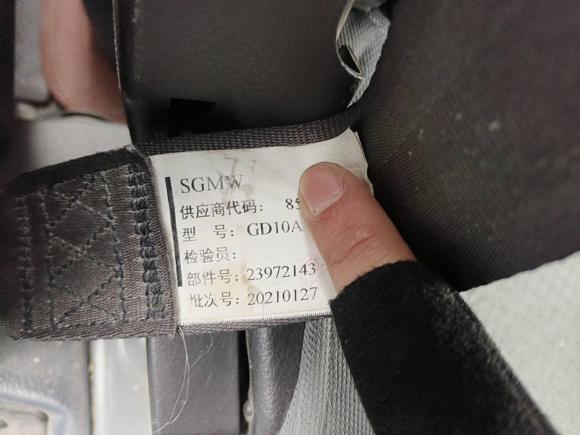 SGMW
供应商代码： 85
型 号： GD10A
检验员：
部件号：23972143
批次号：20210127